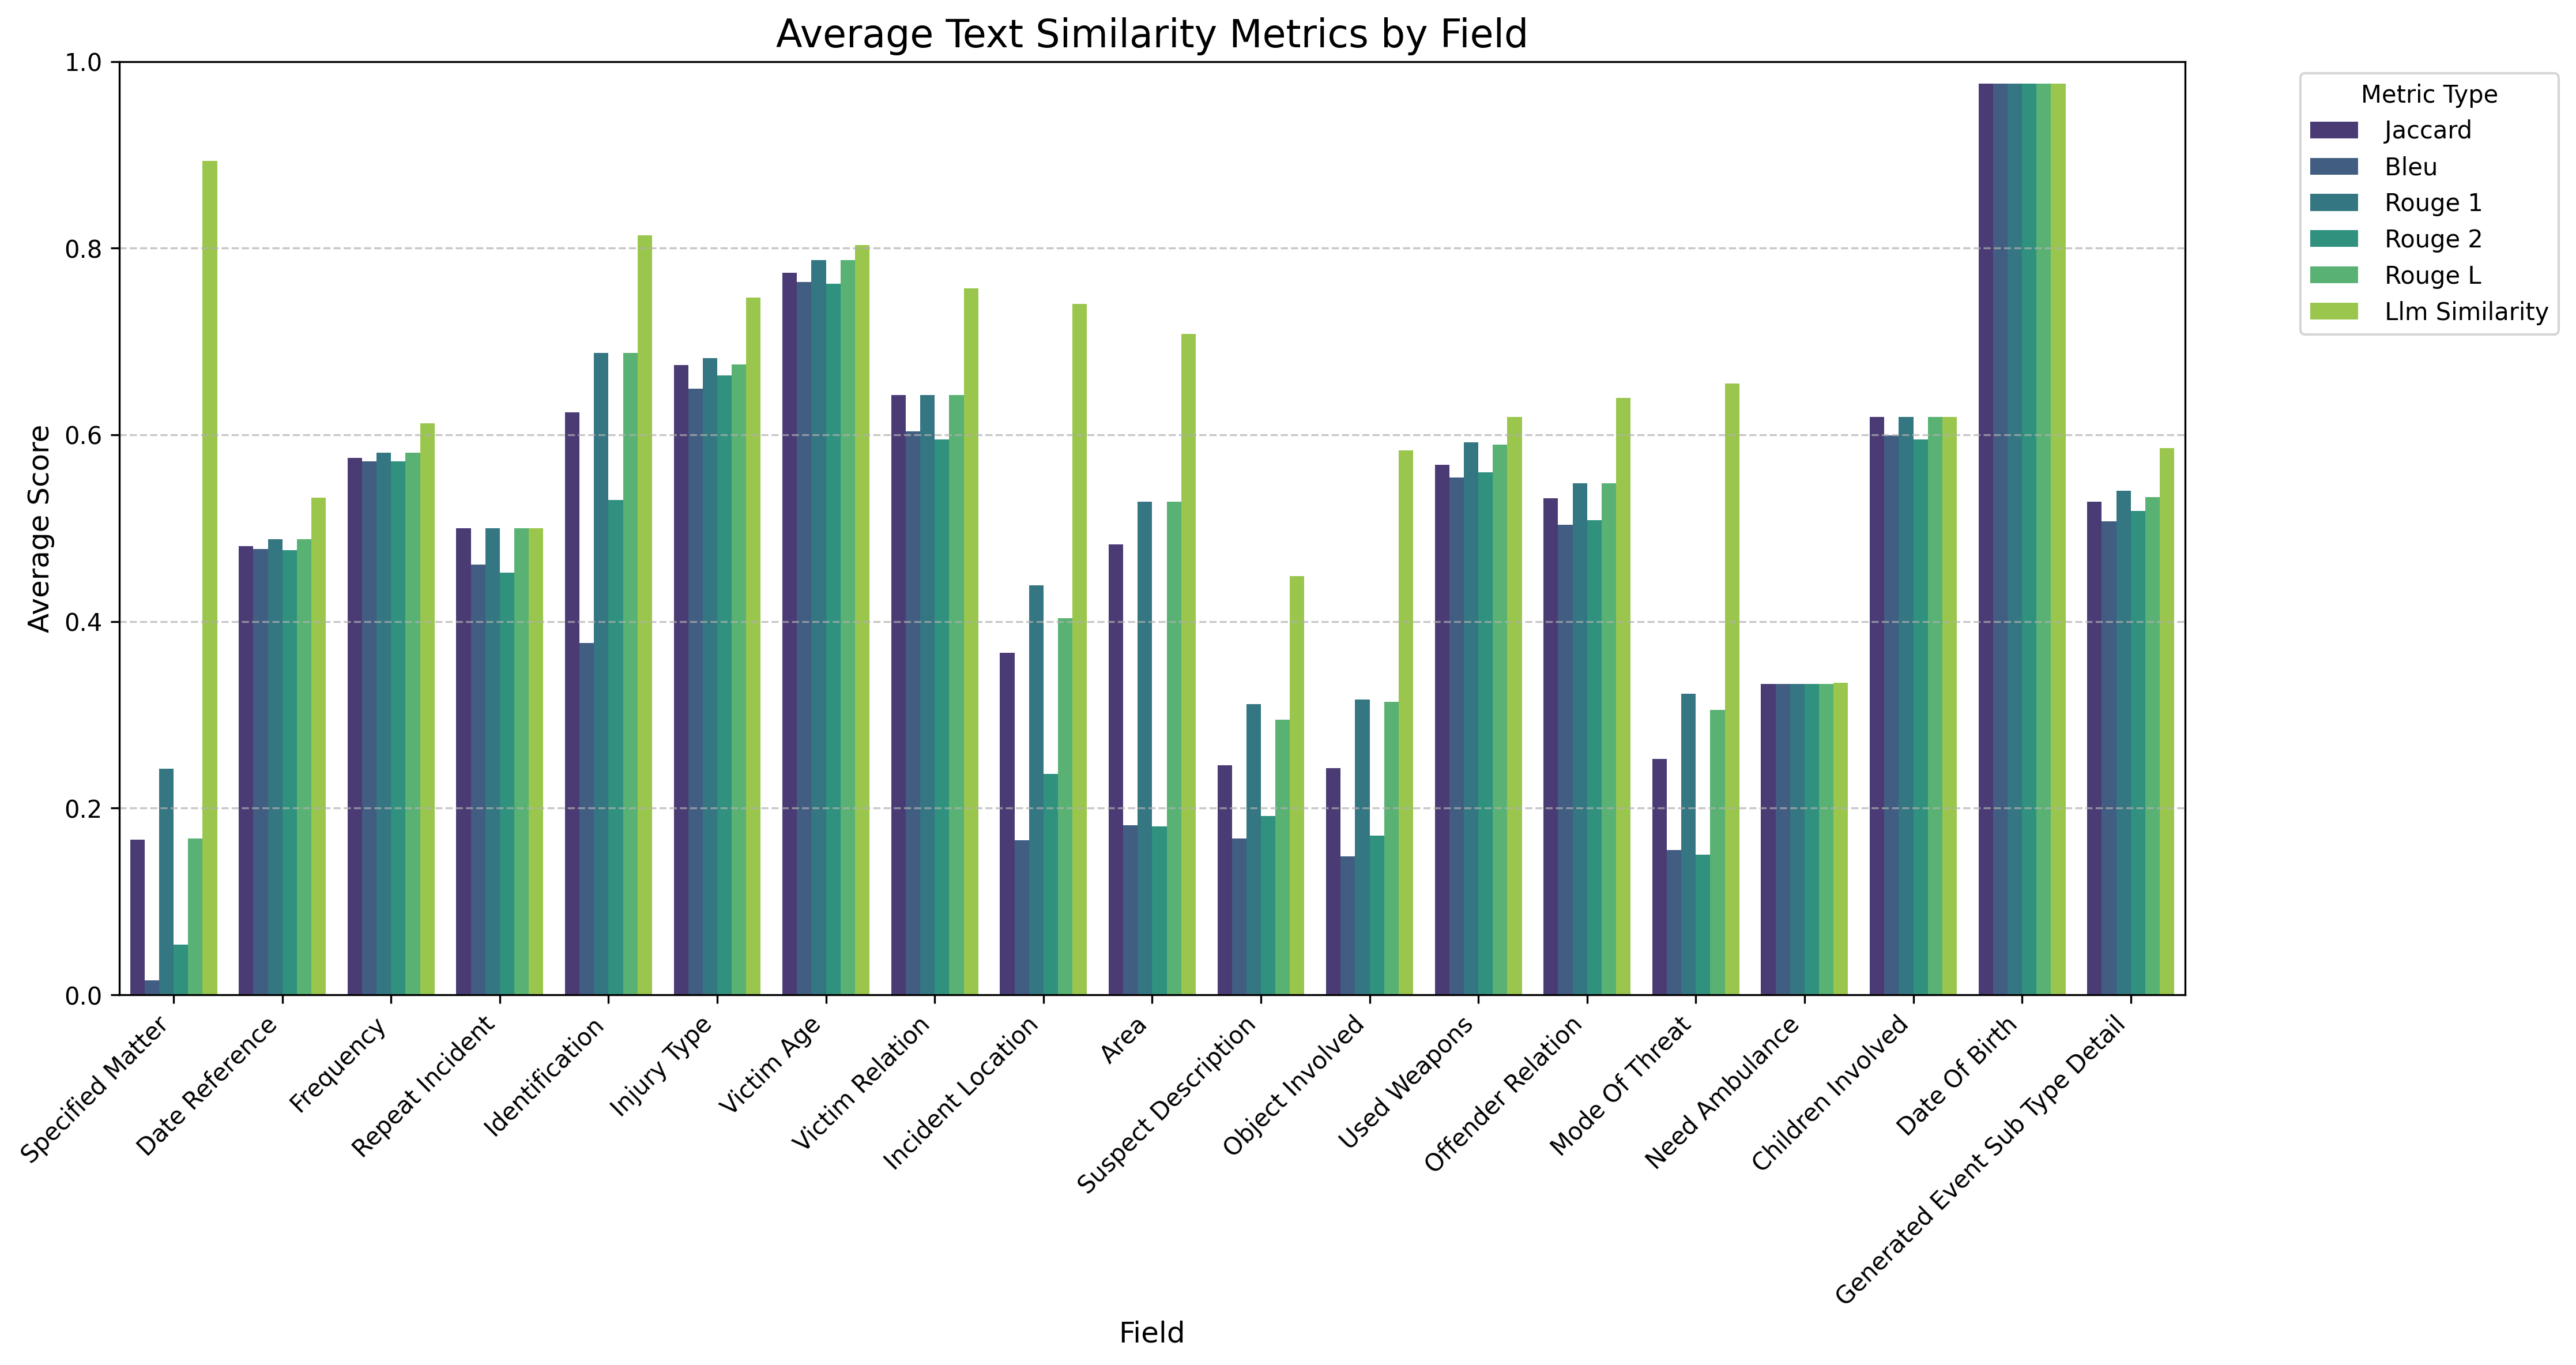 Average Text Similarity Metrics by Field
Metric Type
Jaccard
Bleu
Rouge 1
Rouge 2
Rouge L
Llm Similarity
Average Score
1.0
0.8
0.6
0.4
0.2
0.0
Specified Matter
Date Reference
Frequency
Repeat Incident
Identification
Injury Type
Victim Age
Victim Relation
Incident Location
Area
Suspect Description
Object Involved
Used Weapons
Offender Relation
Mode Of Threat
Need Ambulance
Children Involved
Date Of Birth
Generated Event Sub Type Detail
Field